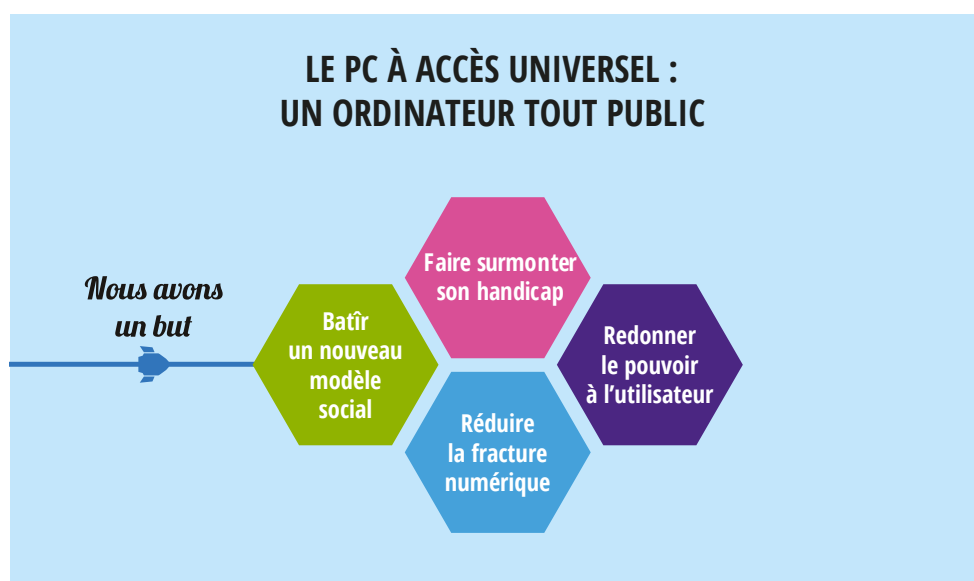 LE PC À ACCÈS UNIVERSEL :
UN ORDINATEUR TOUT PUBLIC
Nous avons
un but
Batîr
un nouveau
modèle
social
Faire surmonter
son handicap
Réduire
la fracture
numérique
Redonner
le pouvoir
à l’utilisateur